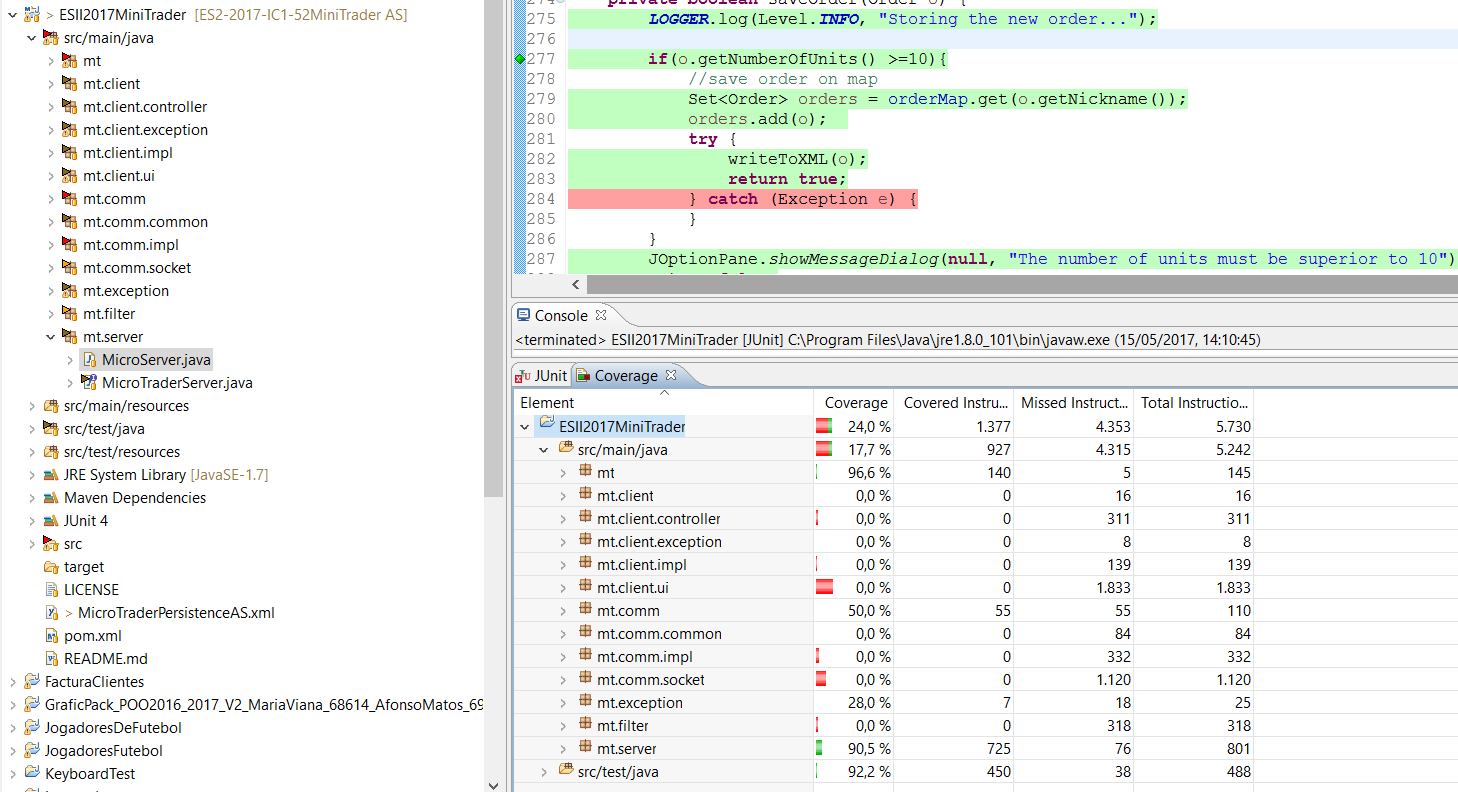 > ESII2017MiniTrader [ES2-2017-IC1-52MiniTrader AS]
src/main/java
mt
mt.client
mt.client.controller
mt.client.exception
mt.client.impl
mt.client.ui
mt.comm
mt.comm.common
mt.comm.impl
mt.comm.socket
mt.exception
mt.filter
mt.server
MicroServer.java
MicroTraderServer.java
src/main/resources
src/test/java
src/test/resources
JRE System Library [JavaSE-1.7]
Maven Dependencies
JUnit 4
src
target
LICENSE
> MicroTraderPersistenceAS.xml
pom.xml
README.md
FacturaClientes
GraficPack_POO2016_2017_V2_MariaViana_68614_AfonsoMatos_69
JogadoresDeFutebol
JogadoresFutebol
KeyboardTest
274 private boolean saveOrder(Order o) {
275 LOGGER.log(Level.INFO, "Storing the new order...");
276
277 if(o.getNumberOfUnits() >=10){
278 //save order on map
279 Set<Order> orders = orderMap.get(o.getNickname());
280 orders.add(o);
281 try {
282 writeToXML(o);
283 return true;
284 } catch (Exception e) {
285 }
286 }
287 JOptionPane.showMessageDialog(null, "The number of units must be superior to 10")
Console
<terminated> ESII2017MiniTrader [JUnit] C:\Program Files\Java\jre1.8.0_101\bin\javaw.exe (15/05/2017, 14:10:45)
JUnit Coverage
Element Coverage Covered Instru... Missed Instruct... Total Instructio...
ESII2017MiniTrader 24,0 % 1.377 4.353 5.730
src/main/java 17,7 % 927 4.315 5.242
mt 96,6 % 140 5 145
mt.client 0,0 % 0 16 16
mt.client.controller 0,0 % 0 311 311
mt.client.exception 0,0 % 0 8 8
mt.client.impl 0,0 % 0 139 139
mt.client.ui 0,0 % 0 1.833 1.833
mt.comm 50,0 % 55 55 110
mt.comm.common 0,0 % 0 84 84
mt.comm.impl 0,0 % 0 332 332
mt.comm.socket 0,0 % 0 1.120 1.120
mt.exception 28,0 % 7 18 25
mt.filter 0,0 % 0 318 318
mt.server 90,5 % 725 76 801
src/test/java 92,2 % 450 38 488